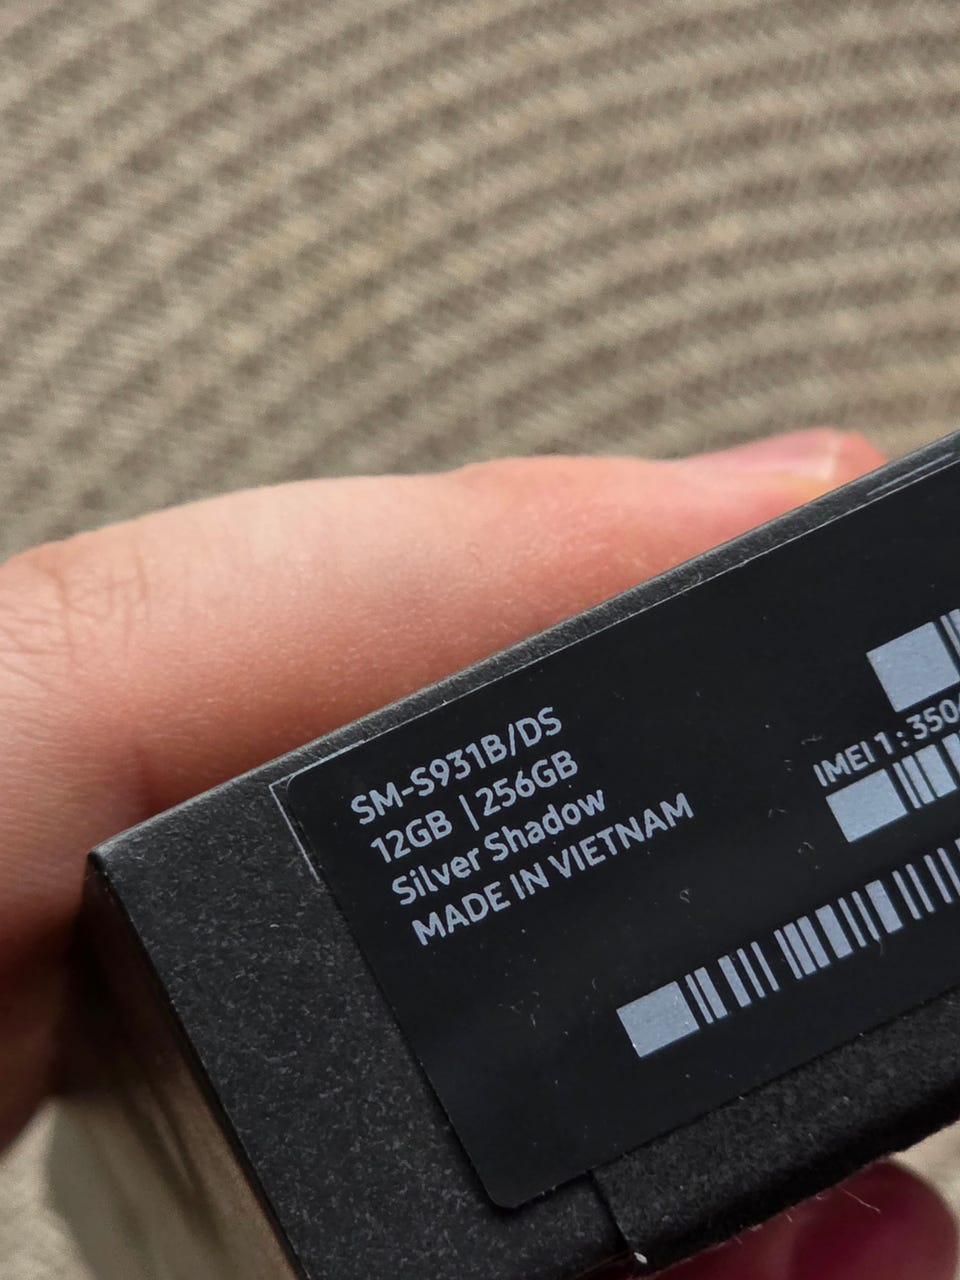 SM-S931B/DS
12GB | 256GB
Silver Shadow
MADE IN VIETNAM
IMEI 1 : 350